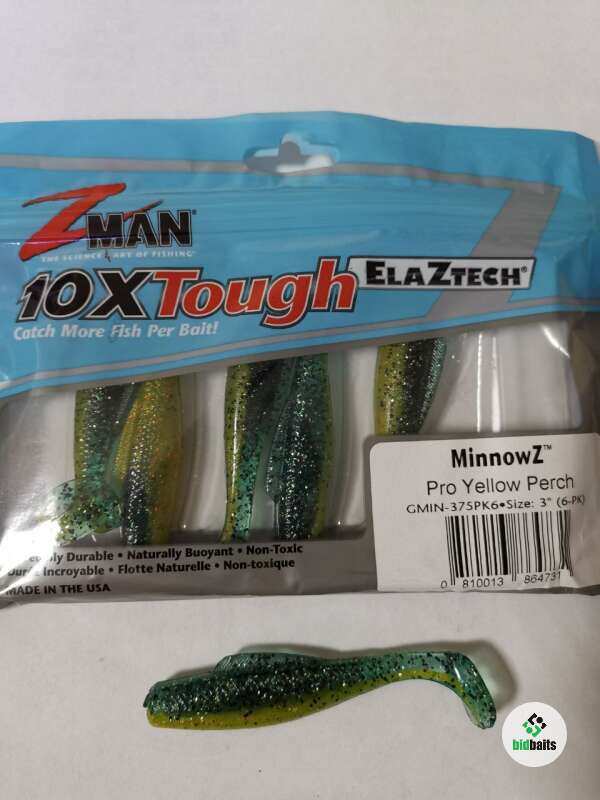 ZMAN®
THE SCIENCE + ART OF FISHING®
10XTough ELAZTECH®
Catch More Fish Per Bait!
MinnowZ™
Pro Yellow Perch
GMIN-375PK6•Size: 3" (6-PK)
0 810013 864731
Durable • Naturally Buoyant • Non-Toxic
Incroyable • Flotte Naturelle • Non-toxique
MADE IN THE USA
bidbaits